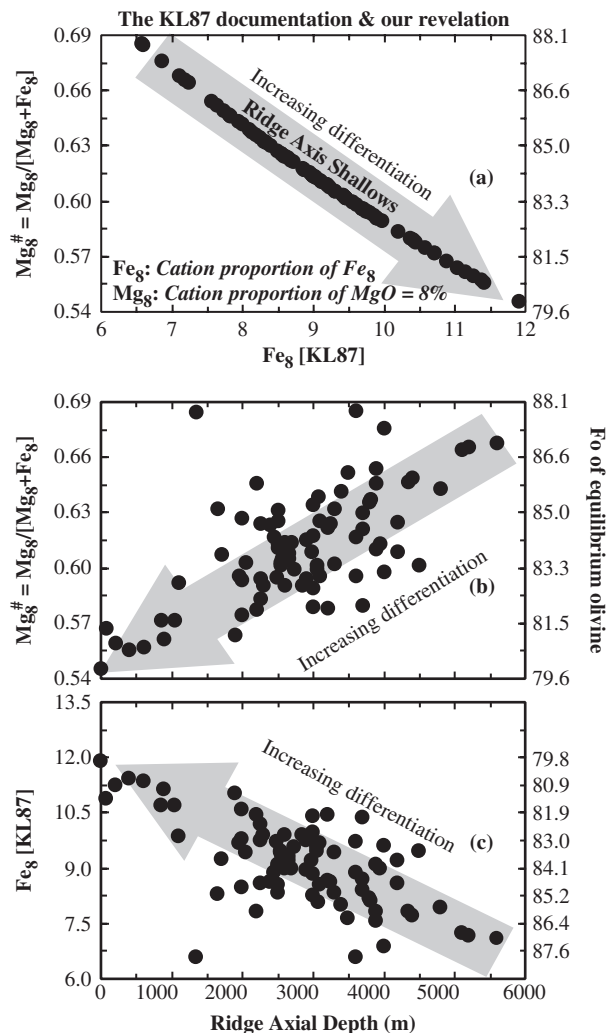 The KL87 documentation & our revelation
0.69
0.66
0.63
0.60
0.57
0.54
Mg8# = Mg8/[Mg8+Fe8]
88.1
86.6
85.0
83.3
81.5
79.6
Increasing differentiation
Ridge Axis Shallows
(a)
Fe8: Cation proportion of Fe8
Mg8: Cation proportion of MgO = 8%
6 7 8 9 10 11 12
Fe8 [KL87]
0.69
0.66
0.63
0.60
0.57
0.54
Mg8# = Mg8/[Mg8+Fe8]
88.1
86.6
85.0
83.3
81.5
79.6
Fo of equilibrium olivine
(b)
Increasing differentiation
13.5
12.0
10.5
9.0
7.5
6.0
Fe8 [KL87]
79.8
80.9
81.9
83.0
84.1
85.2
86.4
87.6
Increasing differentiation
(c)
0 1000 2000 3000 4000 5000 6000
Ridge Axial Depth (m)